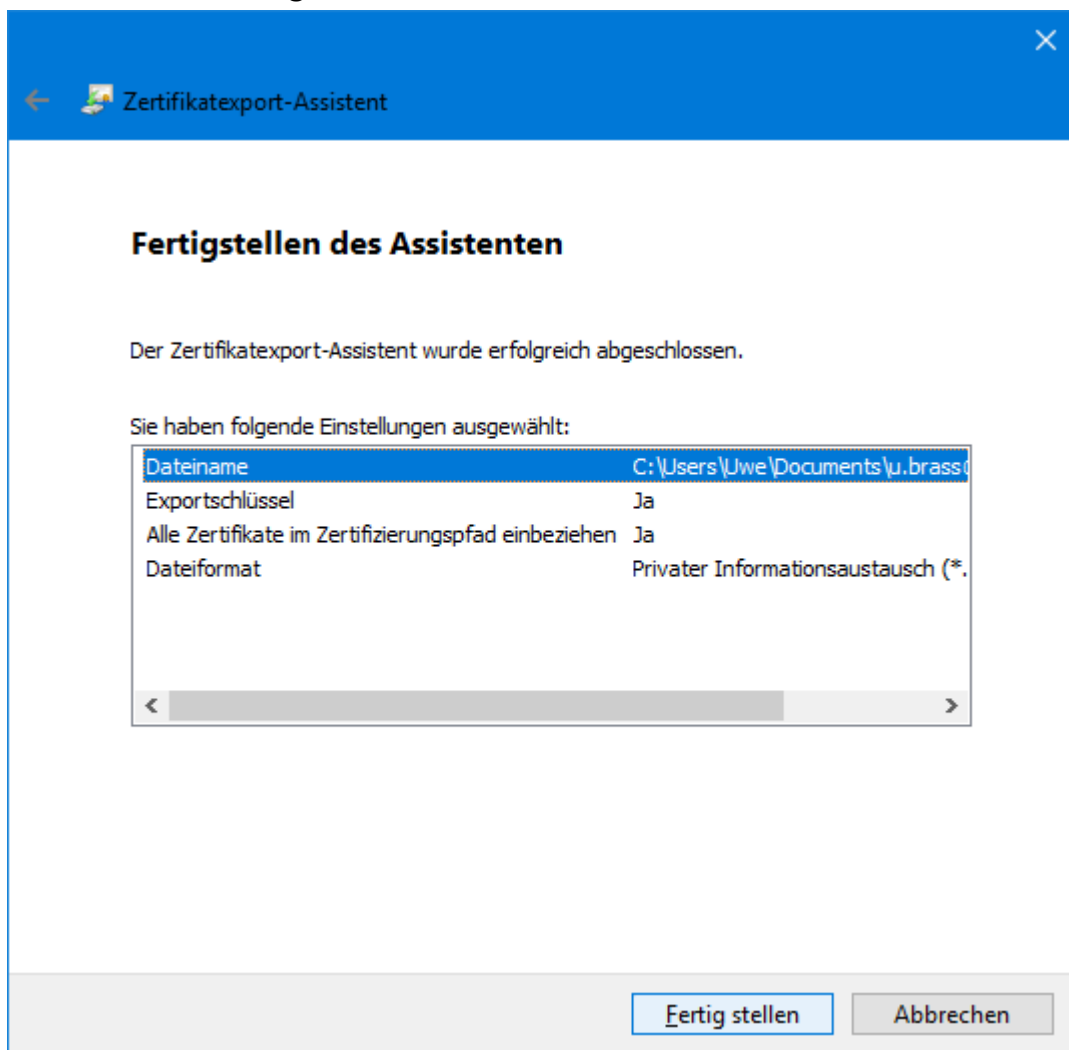 Zertifikatexport-Assistent
Fertigstellen des Assistenten
Der Zertifikatexport-Assistent wurde erfolgreich abgeschlossen.
Sie haben folgende Einstellungen ausgewählt:
Dateiname C:\Users\Uwe\Documents\u.brass
Exportschlüssel Ja
Alle Zertifikate im Zertifizierungspfad einbeziehen Ja
Dateiformat Privater Informationsaustausch (*.
Fertig stellen Abbrechen